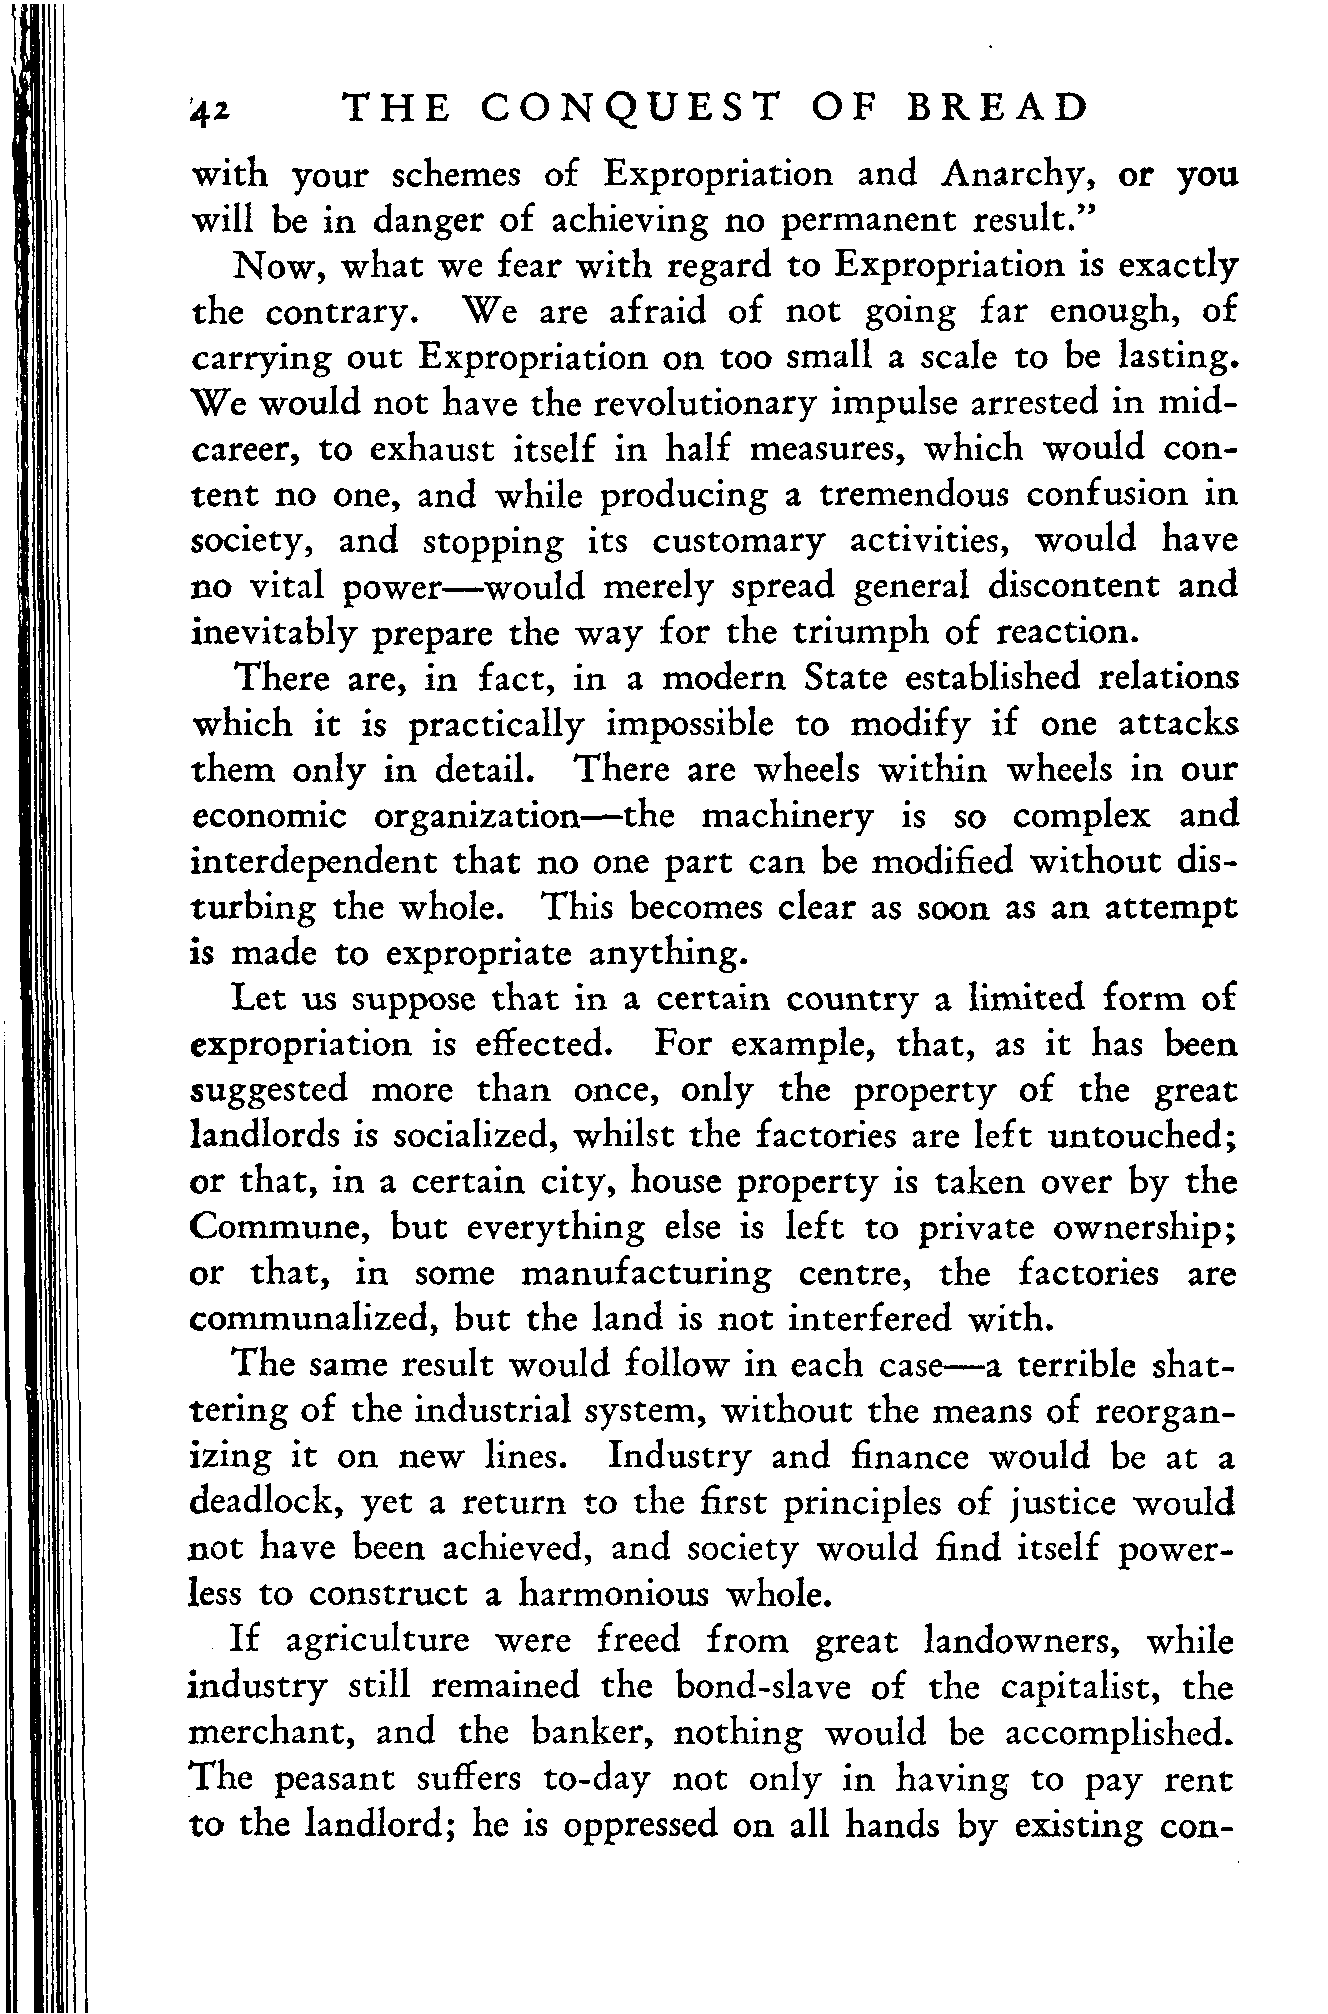 42 THE CONQUEST OF BREAD
with your schemes of Expropriation and Anarchy, or you
will be in danger of achieving no permanent result.”
Now, what we fear with regard to Expropriation is exactly
the contrary. We are afraid of not going far enough, of
carrying out Expropriation on too small a scale to be lasting.
We would not have the revolutionary impulse arrested in mid-
career, to exhaust itself in half measures, which would con-
tent no one, and while producing a tremendous confusion in
society, and stopping its customary activities, would have
no vital power—would merely spread general discontent and
inevitably prepare the way for the triumph of reaction.
There are, in fact, in a modern State established relations
which it is practically impossible to modify if one attacks
them only in detail. There are wheels within wheels in our
economic organization—the machinery is so complex and
interdependent that no one part can be modified without dis-
turbing the whole. This becomes clear as soon as an attempt
is made to expropriate anything.
Let us suppose that in a certain country a limited form of
expropriation is effected. For example, that, as it has been
suggested more than once, only the property of the great
landlords is socialized, whilst the factories are left untouched;
or that, in a certain city, house property is taken over by the
Commune, but everything else is left to private ownership;
or that, in some manufacturing centre, the factories are
communalized, but the land is not interfered with.
The same result would follow in each case—a terrible shat-
tering of the industrial system, without the means of reorgan-
izing it on new lines. Industry and finance would be at a
deadlock, yet a return to the first principles of justice would
not have been achieved, and society would find itself power-
less to construct a harmonious whole.
If agriculture were freed from great landowners, while
industry still remained the bond-slave of the capitalist, the
merchant, and the banker, nothing would be accomplished.
The peasant suffers to-day not only in having to pay rent
to the landlord; he is oppressed on all hands by existing con-